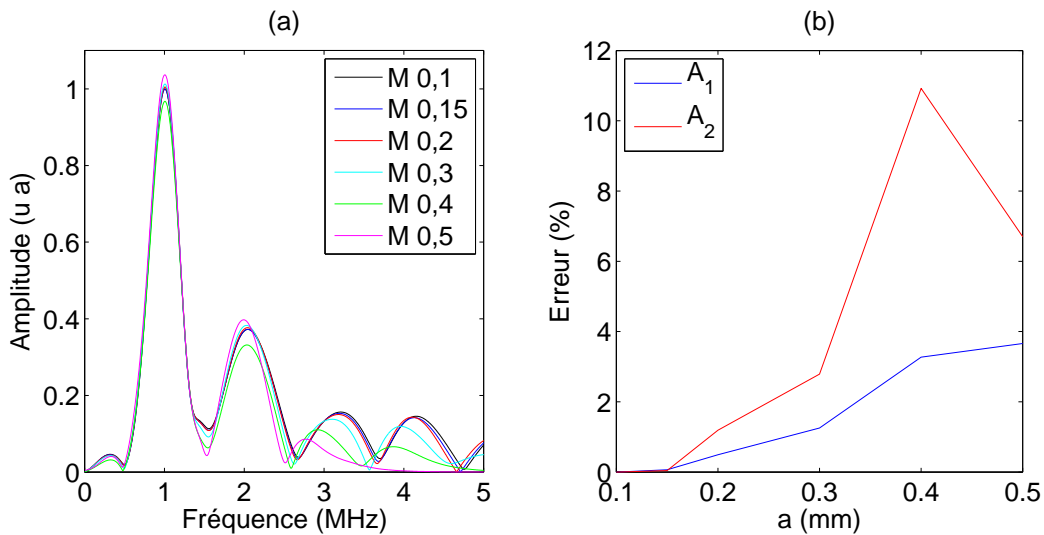 (a)
Amplitude (u a)
1
0.8
0.6
0.4
0.2
0
M 0,1
M 0,15
M 0,2
M 0,3
M 0,4
M 0,5
0 1 2 3 4 5
Fréquence (MHz)
(b)
Erreur (%)
12
10
8
6
4
2
0
A1
A2
0.1 0.2 0.3 0.4 0.5
a (mm)